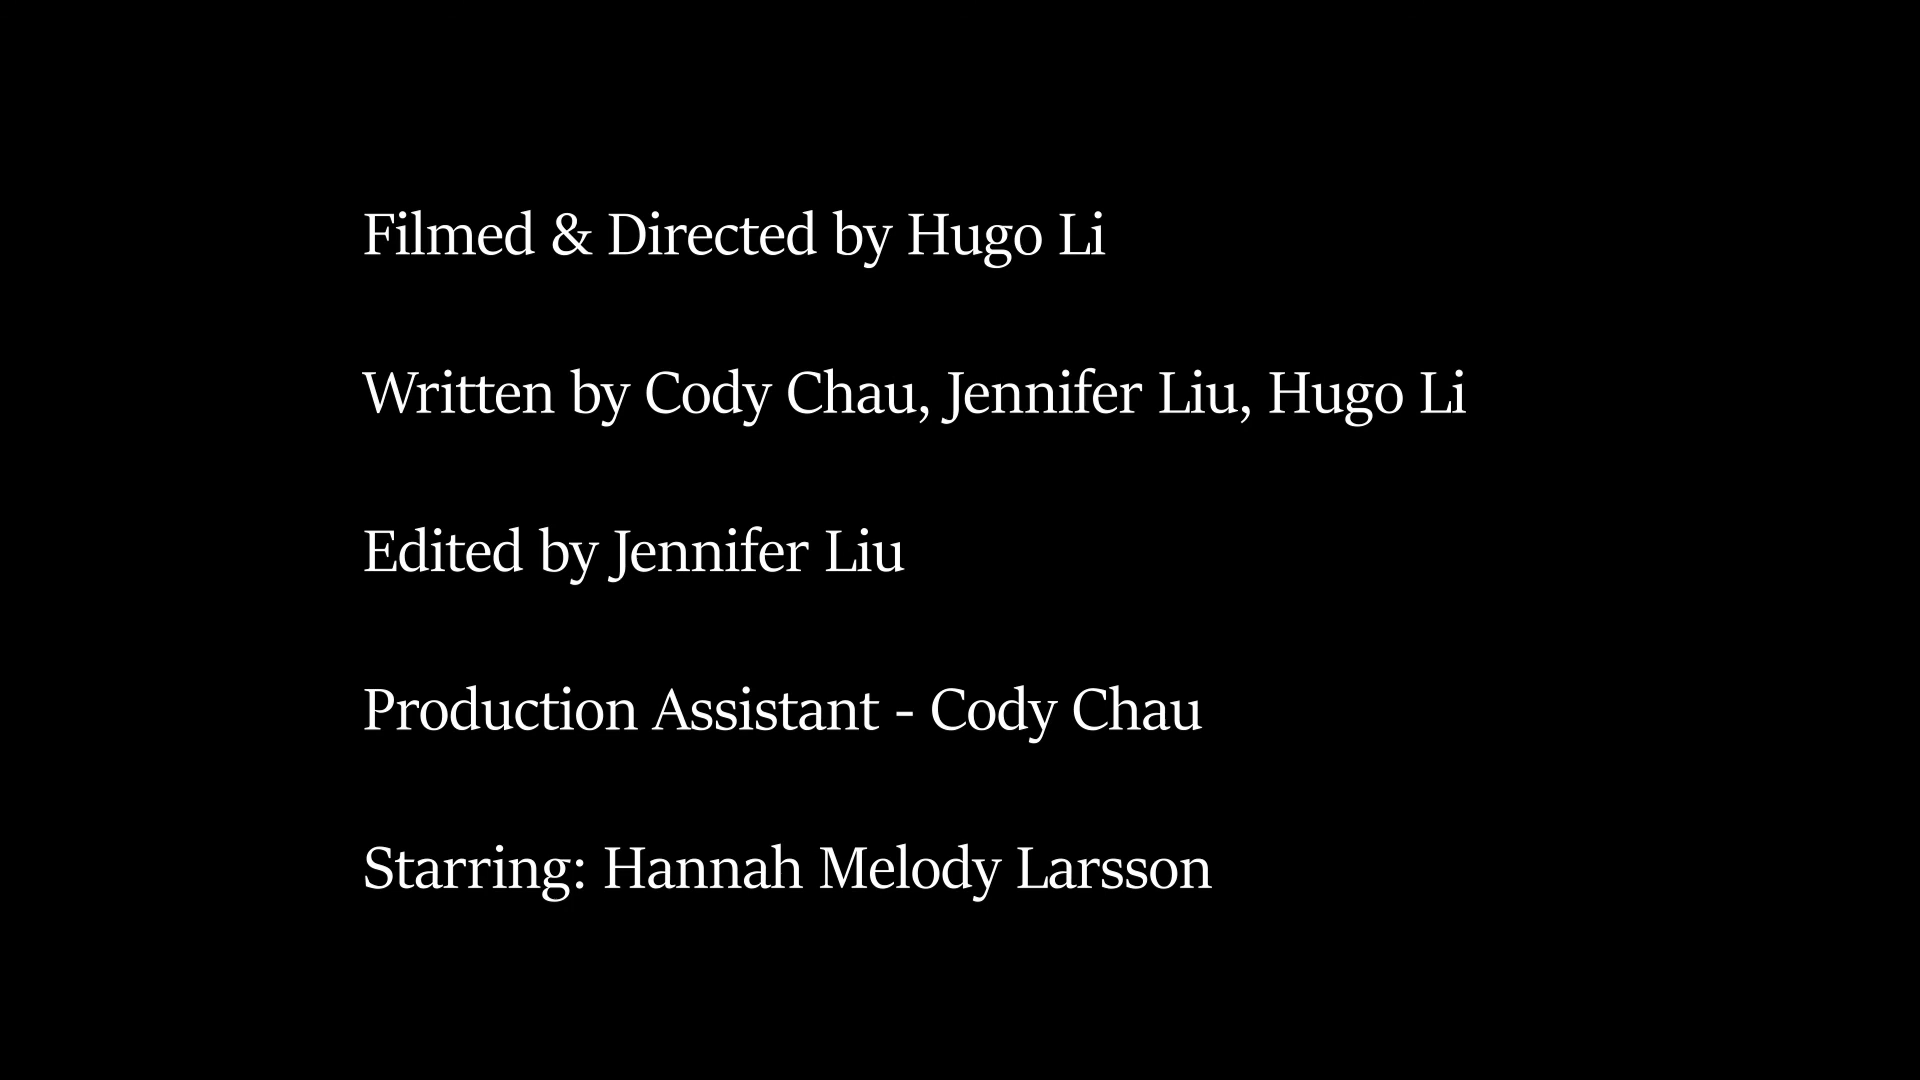 Filmed & Directed by Hugo Li
Written by Cody Chau, Jennifer Liu, Hugo Li
Edited by Jennifer Liu
Production Assistant - Cody Chau
Starring: Hannah Melody Larsson